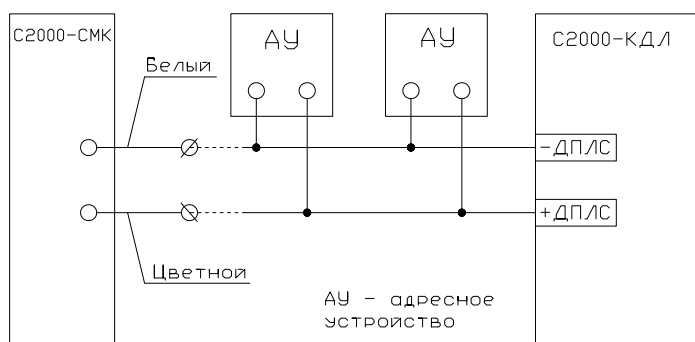 С2000-СМК
АУ
АУ
С2000-КДЛ
Белый
-ДПЛС
+ДПЛС
Цветной
АУ - адресное
устройство